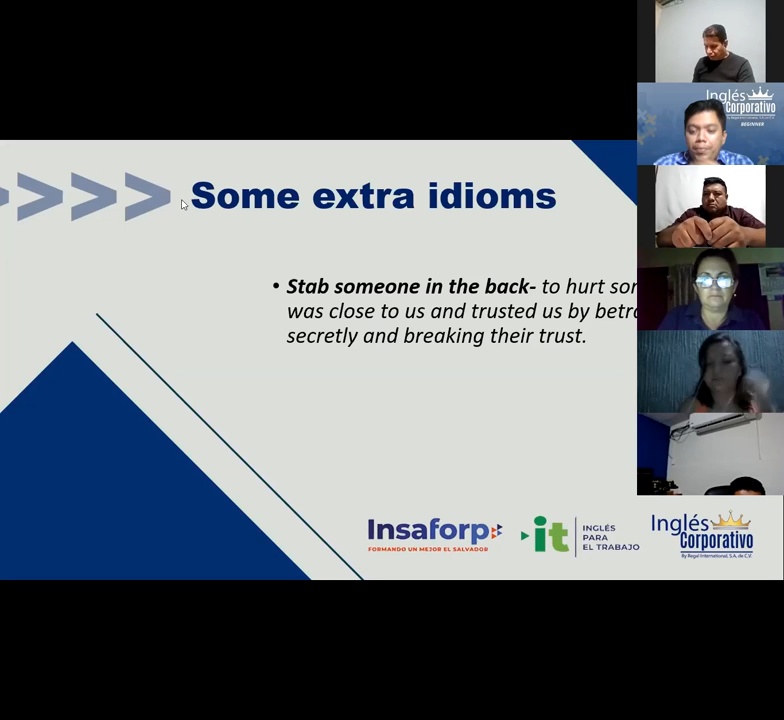 Inglés
Corporativo
BEGINNER
>>>> Some extra idioms
• Stab someone in the back- to hurt
was close to us and trusted us by
secretly and breaking their trust.
Insaforp
FORMANDO UN MEJOR EL SALVADOR
it
INGLÉS
PARA
EL TRABAJO
Inglés
Corporativo
By Regal International, S.A. de C.V.